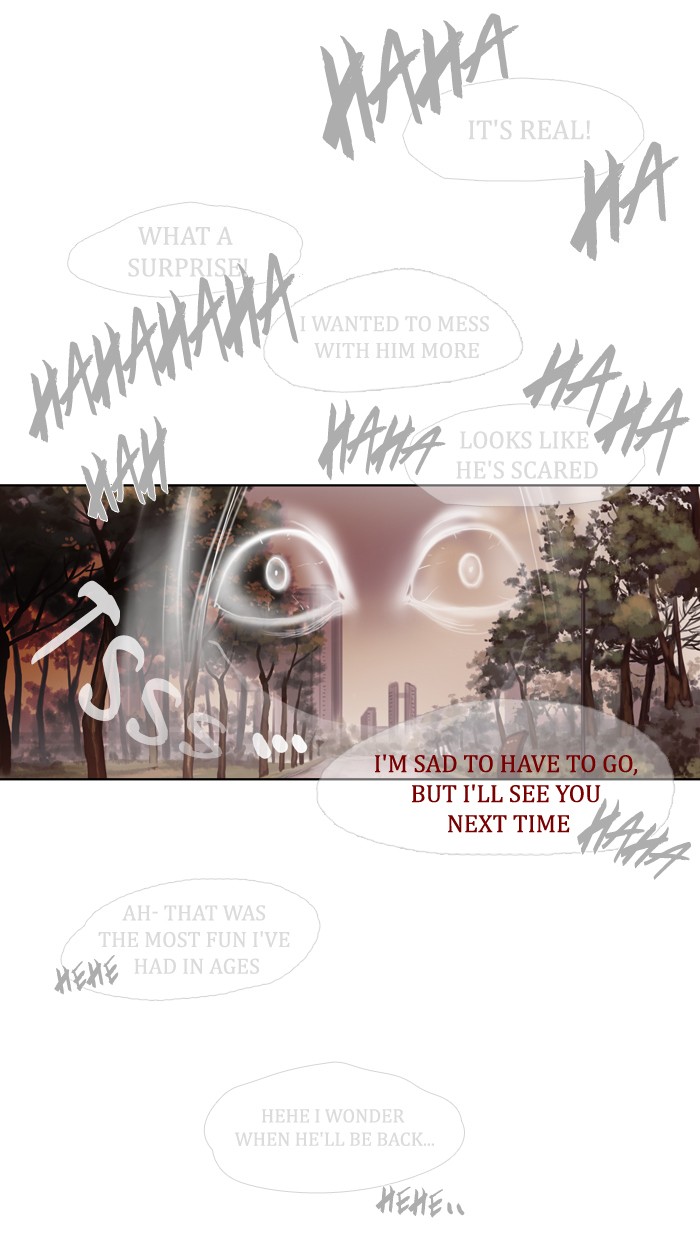 HAHA
IT'S REAL!
HA
WHAT A
SURPRISE!
HAHAHAHA
I WANTED TO MESS
WITH HIM MORE
HA
HA
HAHA
LOOKS LIKE
HE'S SCARED
HAH
TSSS...
I'M SAD TO HAVE TO GO,
BUT I'LL SEE YOU
NEXT TIME
HAHA
AH- THAT WAS
THE MOST FUN I'VE
HAD IN AGES
HEHE
HEHE I WONDER
WHEN HE'LL BE BACK...
HEHE..